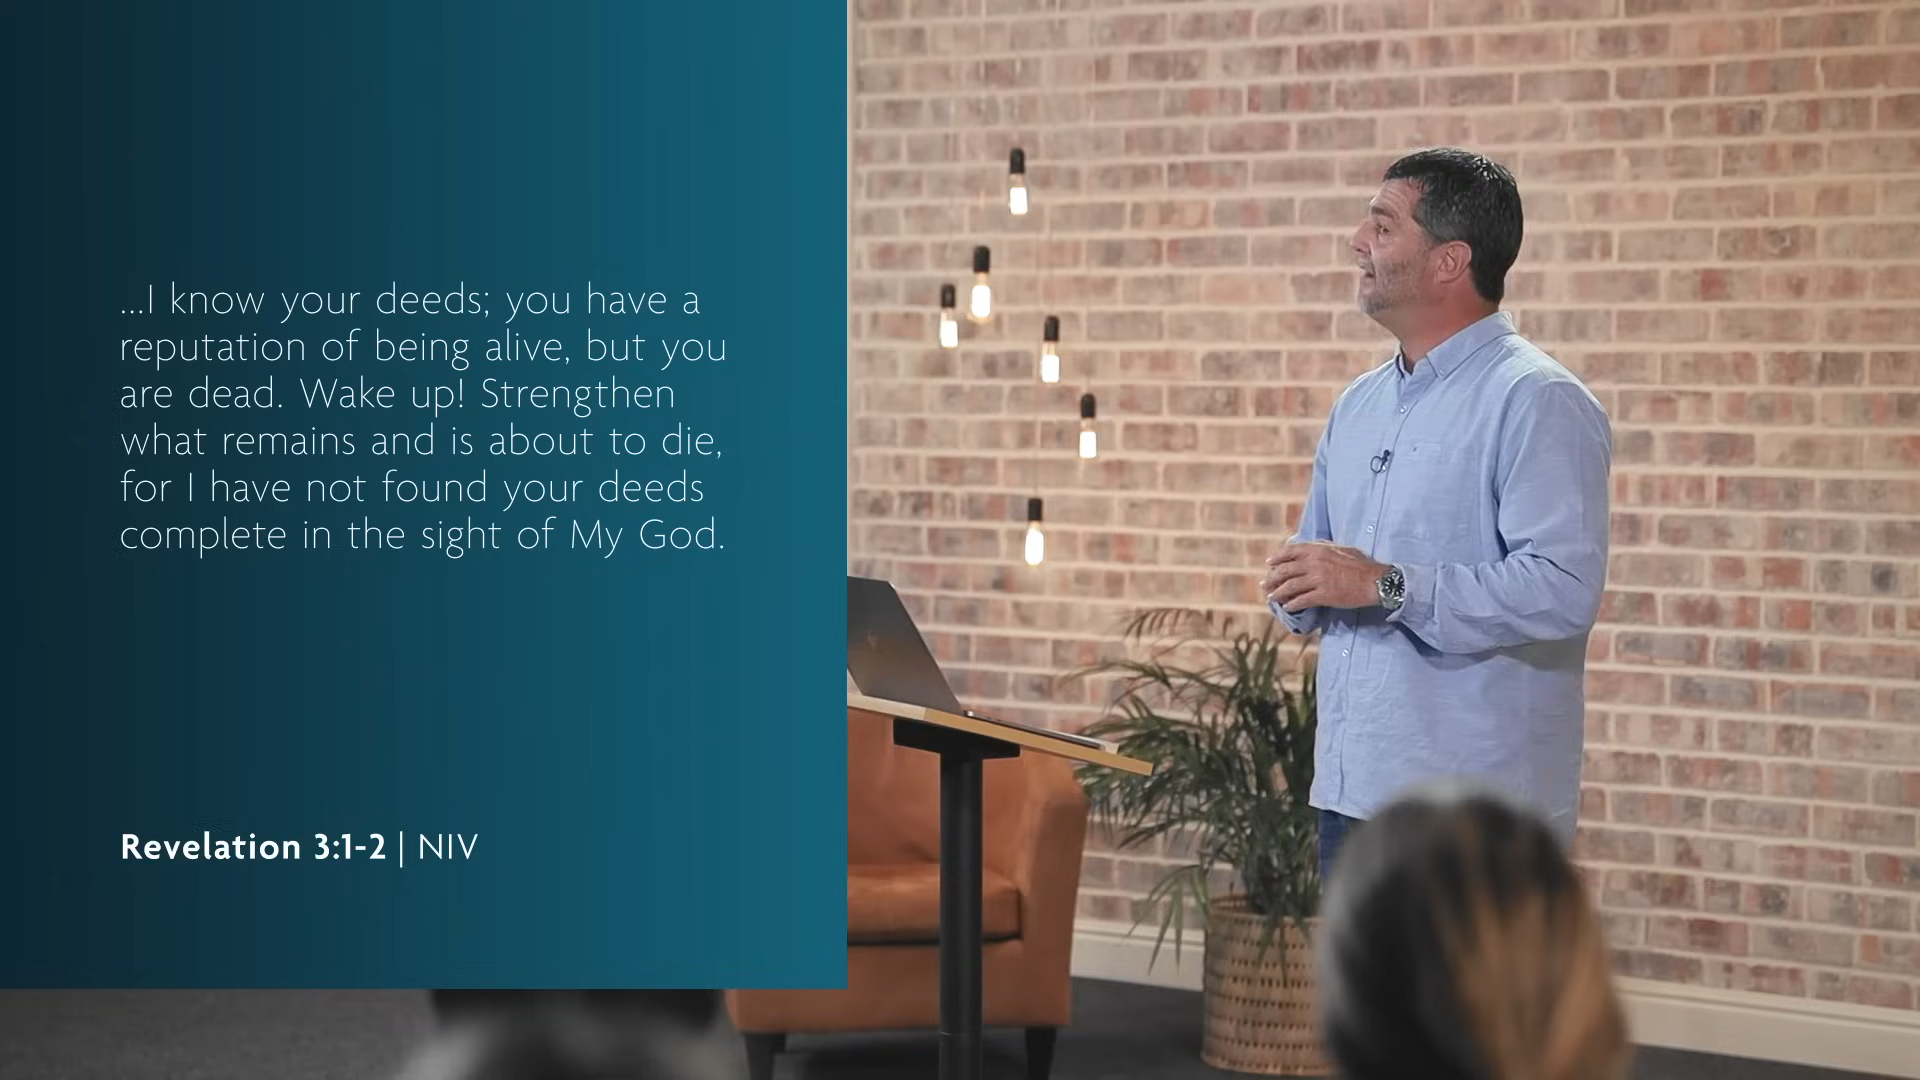 ...I know your deeds; you have a
reputation of being alive, but you
are dead. Wake up! Strengthen
what remains and is about to die,
for I have not found your deeds
complete in the sight of My God.
Revelation 3:1-2 | NIV